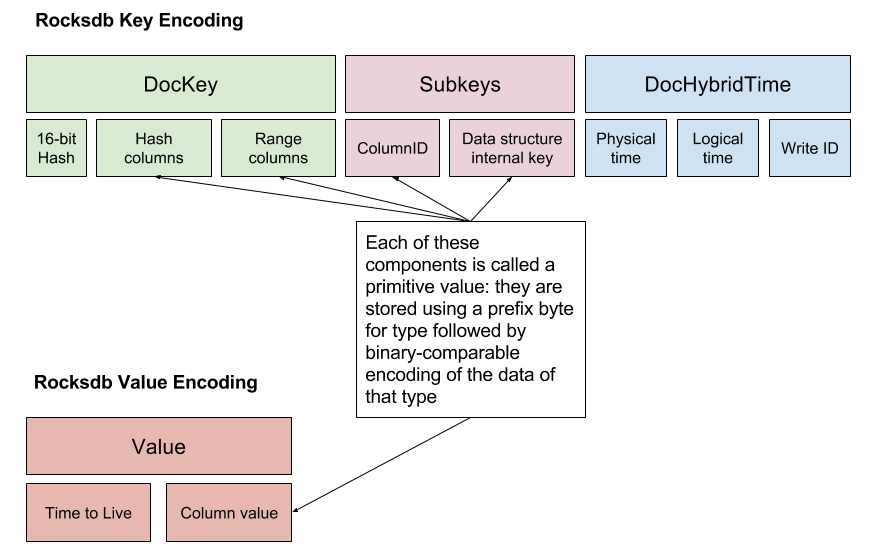 Rocksdb Key Encoding
DocKey
Subkeys
DocHybridTime
16-bit
Hash
Hash
columns
Range
columns
ColumnID
Data structure
internal key
Physical
time
Logical
time
Write ID
Each of these
components is called a
primitive value: they are
stored using a prefix byte
for type followed by
binary-comparable
encoding of the data of
that type
Rocksdb Value Encoding
Value
Time to Live
Column value